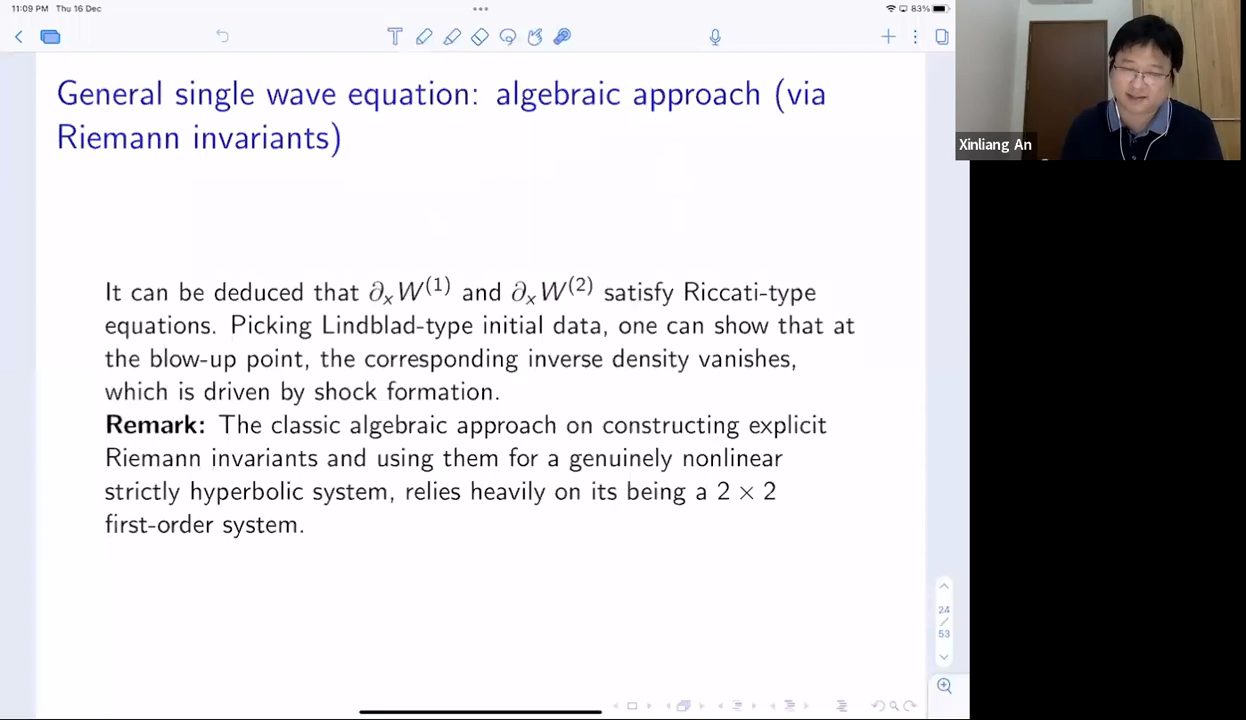 11:09 PM Thu 16 Dec
83%
General single wave equation: algebraic approach (via
Riemann invariants)
Xinliang An
It can be deduced that ∂ₓW⁽¹⁾ and ∂ₓW⁽²⁾ satisfy Riccati-type
equations. Picking Lindblad-type initial data, one can show that at
the blow-up point, the corresponding inverse density vanishes,
which is driven by shock formation.
Remark: The classic algebraic approach on constructing explicit
Riemann invariants and using them for a genuinely nonlinear
strictly hyperbolic system, relies heavily on its being a 2 × 2
first-order system.
24
/
53